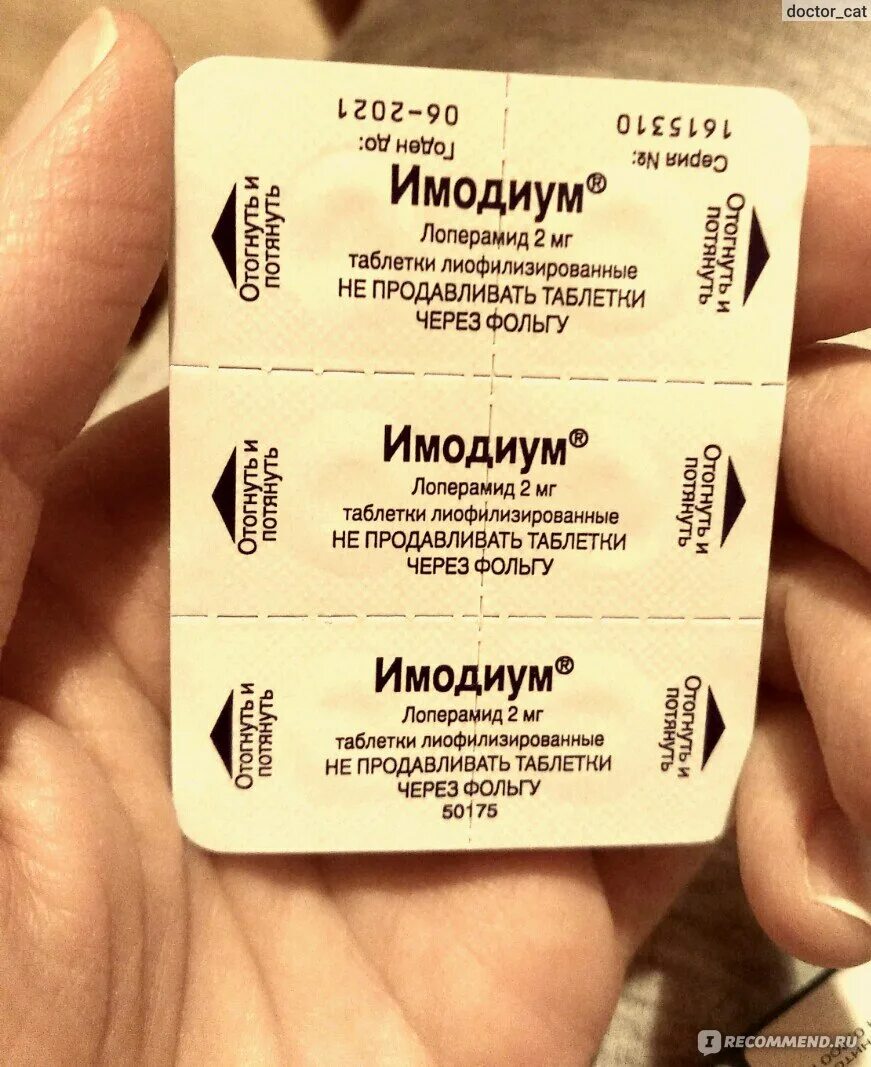 doctor_cat
Серия №:
1615310
Годен до:
06-2021
Отогнуть и
потянуть
Имодиум®
Лоперамид 2 мг
таблетки лиофилизированные
НЕ ПРОДАВЛИВАТЬ ТАБЛЕТКИ
ЧЕРЕЗ ФОЛЬГУ
Отогнуть и
потянуть
Отогнуть и
потянуть
Имодиум®
Лоперамид 2 мг
таблетки лиофилизированные
НЕ ПРОДАВЛИВАТЬ ТАБЛЕТКИ
ЧЕРЕЗ ФОЛЬГУ
Отогнуть и
потянуть
Отогнуть и
потянуть
Имодиум®
Лоперамид 2 мг
таблетки лиофилизированные
НЕ ПРОДАВЛИВАТЬ ТАБЛЕТКИ
ЧЕРЕЗ ФОЛЬГУ
50175
Отогнуть и
потянуть
IRECOMMEND.RU